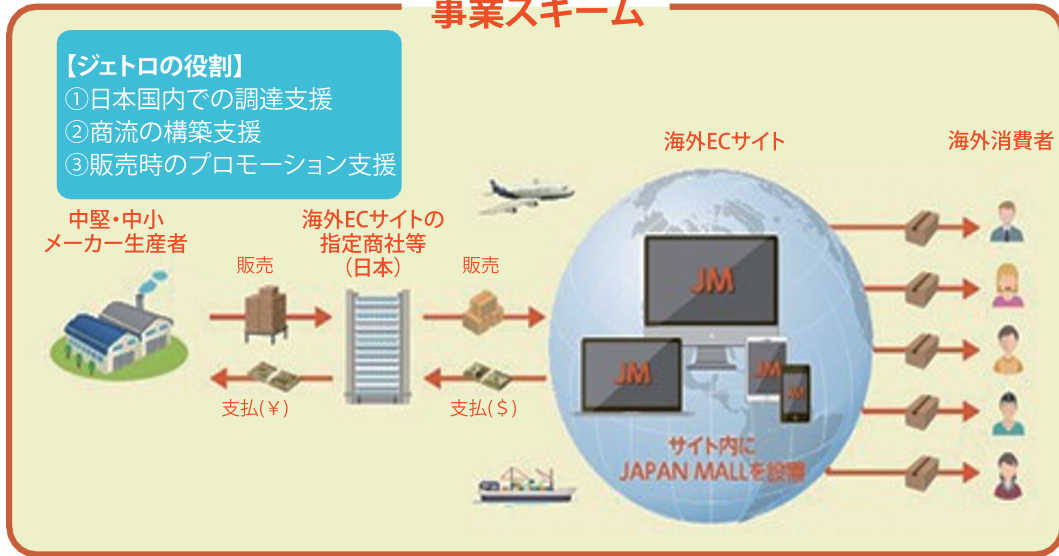 事業スキーム
【ジェトロの役割】
①日本国内での調達支援
②商流の構築支援
③販売時のプロモーション支援
中堅・中小
メーカー生産者
海外ECサイトの
指定商社等
（日本）
海外ECサイト
海外消費者
販売
販売
支払(￥)
支払(＄)
JM
JM
JM
JM
サイト内に
JAPAN MALLを設置